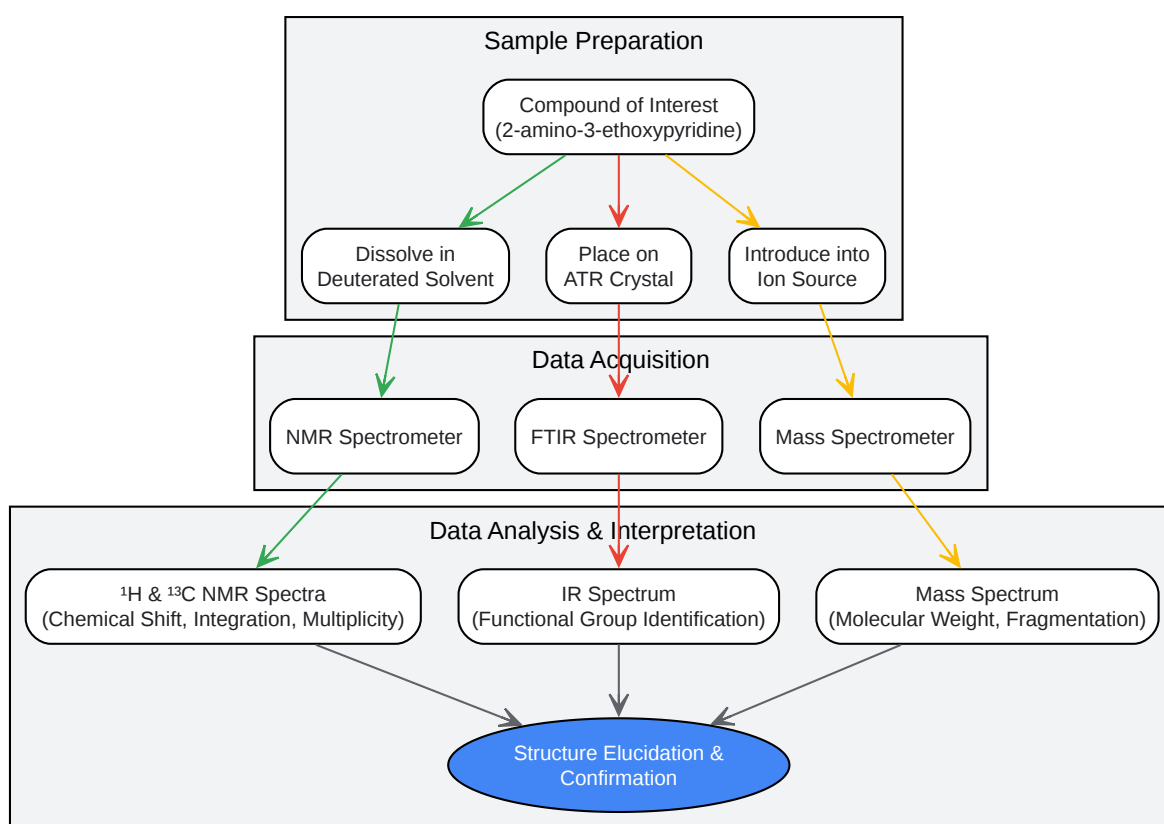 Sample Preparation
Compound of Interest
(2-amino-3-ethoxypyridine)
Dissolve in
Deuterated Solvent
Place on
ATR Crystal
Introduce into
Ion Source
Data Acquisition
NMR Spectrometer
FTIR Spectrometer
Mass Spectrometer
Data Analysis & Interpretation
¹H & ¹³C NMR Spectra
(Chemical Shift, Integration, Multiplicity)
IR Spectrum
(Functional Group Identification)
Mass Spectrum
(Molecular Weight, Fragmentation)
Structure Elucidation &
Confirmation